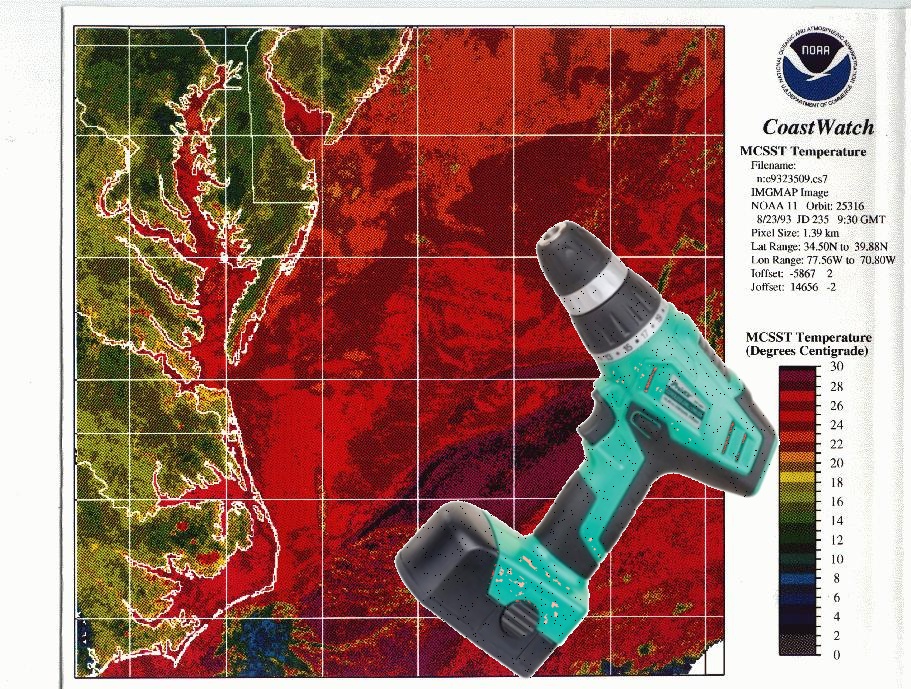 NATIONAL OCEANIC AND ATMOSPHERIC ADMINISTRATION
NOAA
U.S. DEPARTMENT OF COMMERCE
CoastWatch
MCSST Temperature
Filename:
n:c9323509.cs7
IMGMAP Image
NOAA 11 Orbit: 25316
8/23/93 JD 235 9:30 GMT
Pixel Size: 1.39 km
Lat Range: 34.50N to 39.88N
Lon Range: 77.56W to 70.80W
Ioffset: -5867 2
Joffset: 14656 -2
MCSST Temperature
(Degrees Centigrade)
30
28
26
24
22
20
18
16
14
12
10
8
6
4
2
0